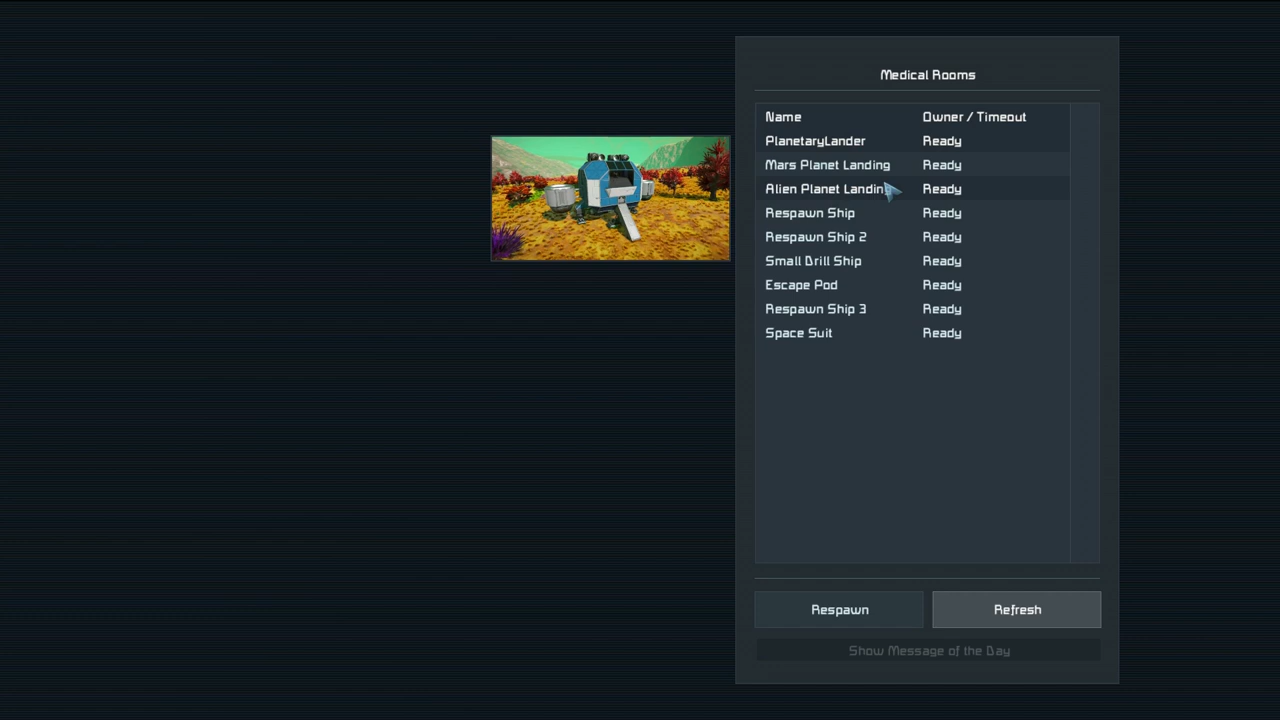 Medical Rooms
Name Owner / Timeout
PlanetaryLander Ready
Mars Planet Landing Ready
Alien Planet Landing Ready
Respawn Ship Ready
Respawn Ship 2 Ready
Small Drill Ship Ready
Escape Pod Ready
Respawn Ship 3 Ready
Space Suit Ready
Respawn Refresh
Show Message of the Day